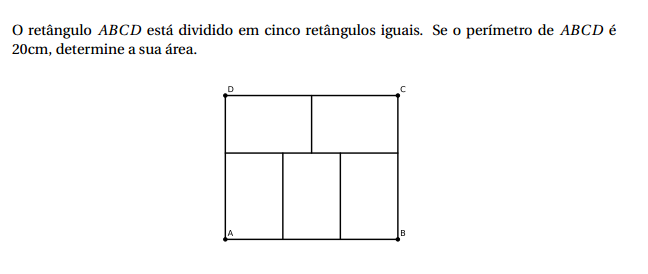 O retângulo ABCD está dividido em cinco retângulos iguais. Se o perímetro de ABCD é
20cm, determine a sua área.
D
C
A
B